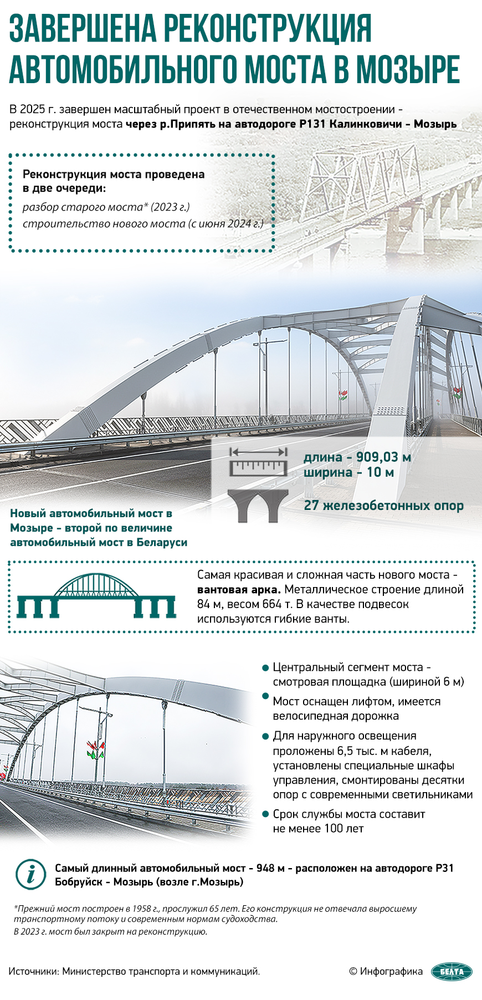 ЗАВЕРШЕНА РЕКОНСТРУКЦИЯ
АВТОМОБИЛЬНОГО МОСТА В МОЗЫРЕ
В 2025 г. завершен масштабный проект в отечественном мостостроении -
реконструкция моста через р.Припять на автодороге Р131 Калинковичи - Мозырь
Реконструкция моста проведена
в две очереди:
разбор старого моста* (2023 г.)
строительство нового моста (с июня 2024 г.)
длина - 909,03 м
ширина - 10 м
27 железобетонных опор
Новый автомобильный мост в
Мозыре - второй по величине
автомобильный мост в Беларуси
Самая красивая и сложная часть нового моста -
вантовая арка. Металлическое строение длиной
84 м, весом 664 т. В качестве подвесок
используются гибкие ванты.
Центральный сегмент моста -
смотровая площадка (шириной 6 м)
Мост оснащен лифтом, имеется
велосипедная дорожка
Для наружного освещения
проложены 6,5 тыс. м кабеля,
установлены специальные шкафы
управления, смонтированы десятки
опор с современными светильниками
Срок службы моста составит
не менее 100 лет
i
Самый длинный автомобильный мост - 948 м - расположен на автодороге Р31
Бобруйск - Мозырь (возле г.Мозырь)
*Прежний мост построен в 1958 г., прослужил 65 лет. Его конструкция не отвечала выросшему
транспортному потоку и современным нормам судоходства.
В 2023 г. мост был закрыт на реконструкцию.
Источники: Министерство транспорта и коммуникаций.
© Инфографика
БЕЛТА